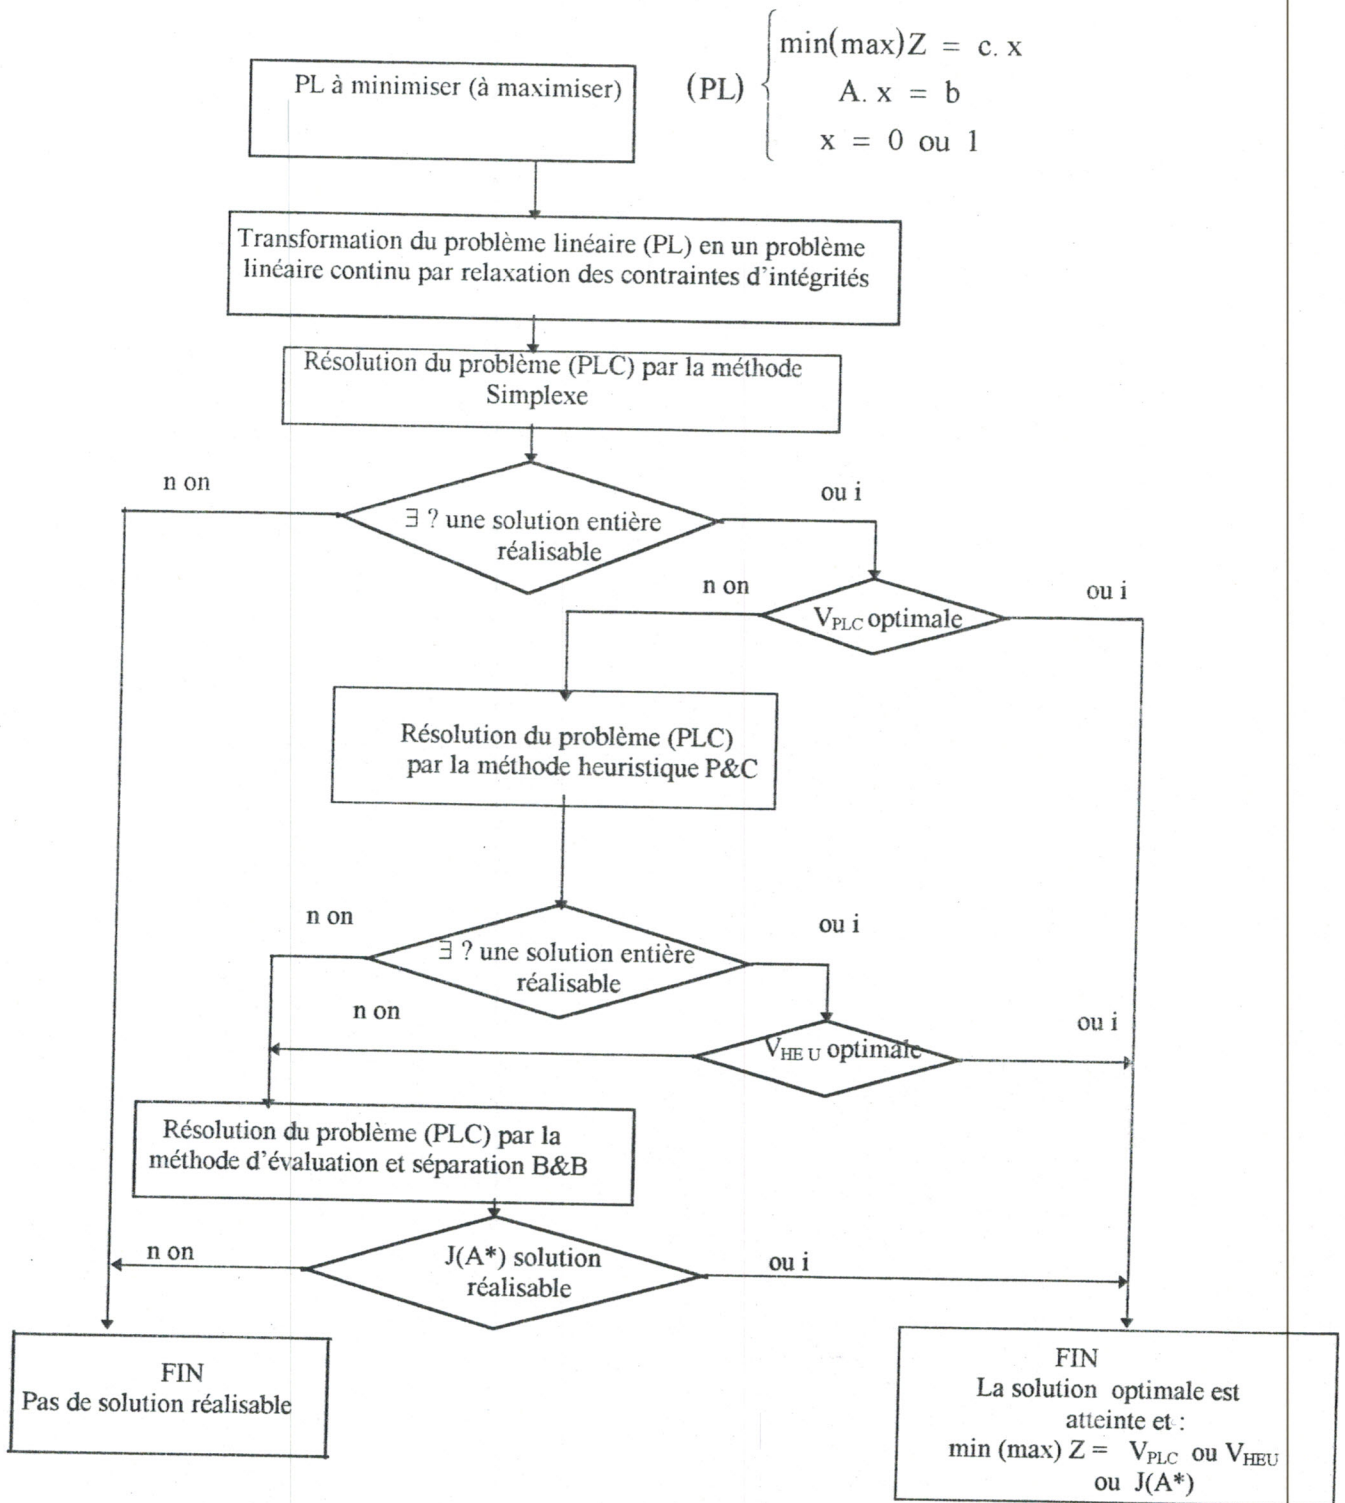 min(max)Z = c. x
PL à minimiser (à maximiser)
(PL)
A. x = b
x = 0 ou 1
Transformation du problème linéaire (PL) en un problème
linéaire continu par relaxation des contraintes d'intégrités
Résolution du problème (PLC) par la méthode
Simplexe
n on
ou i
∃ ? une solution entière
réalisable
n on
ou i
V_PLC optimale
Résolution du problème (PLC)
par la méthode heuristique P&C
n on
ou i
∃ ? une solution entière
réalisable
n on
ou i
V_HE U optimale
Résolution du problème (PLC) par la
méthode d'évaluation et séparation B&B
n on
J(A*) solution
réalisable
ou i
FIN
Pas de solution réalisable
FIN
La solution optimale est
atteinte et :
min (max) Z = V_PLC ou V_HEU
ou J(A*)